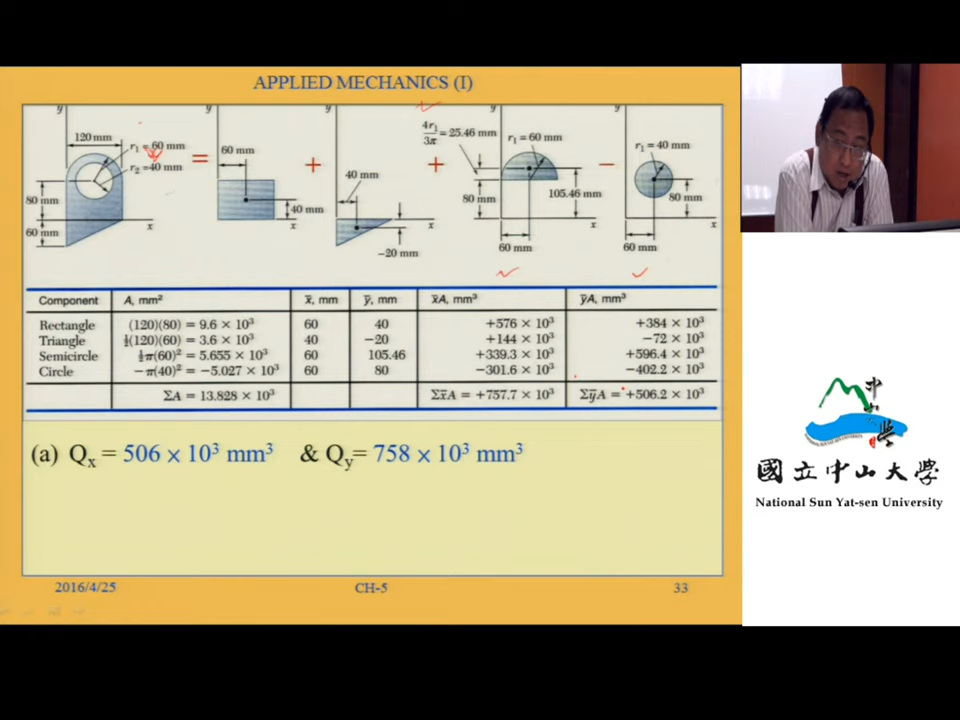 APPLIED MECHANICS (I)
y
120 mm
r₁ = 60 mm
r₂ = 40 mm
80 mm
60 mm
x
=
y
60 mm
40 mm
x
+
y
40 mm
−20 mm
x
+
y
4r₁/3π = 25.46 mm
r₁ = 60 mm
105.46 mm
80 mm
60 mm
x
−
y
r₁ = 40 mm
80 mm
60 mm
x
Component A, mm² x̄, mm ȳ, mm x̄A, mm³ ȳA, mm³
Rectangle (120)(80) = 9.6 × 10³ 60 40 +576 × 10³ +384 × 10³
Triangle ½(120)(60) = 3.6 × 10³ 40 −20 +144 × 10³ −72 × 10³
Semicircle ½π(60)² = 5.655 × 10³ 60 105.46 +339.3 × 10³ +596.4 × 10³
Circle −π(40)² = −5.027 × 10³ 60 80 −301.6 × 10³ −402.2 × 10³
ΣA = 13.828 × 10³ Σx̄A = +757.7 × 10³ ΣȳA = +506.2 × 10³
(a) Qx = 506 × 10³ mm³ & Qy= 758 × 10³ mm³
2016/4/25 CH-5 33
國立中山大學
National Sun Yat-sen University